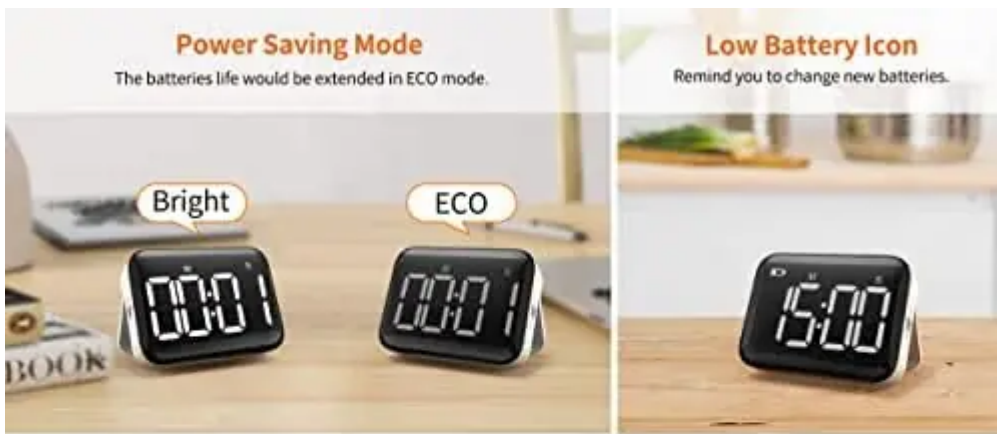 Power Saving Mode
The batteries life would be extended in ECO mode.
Bright
ECO
00:01
00:01
BOOK
Low Battery Icon
Remind you to change new batteries.
15:00